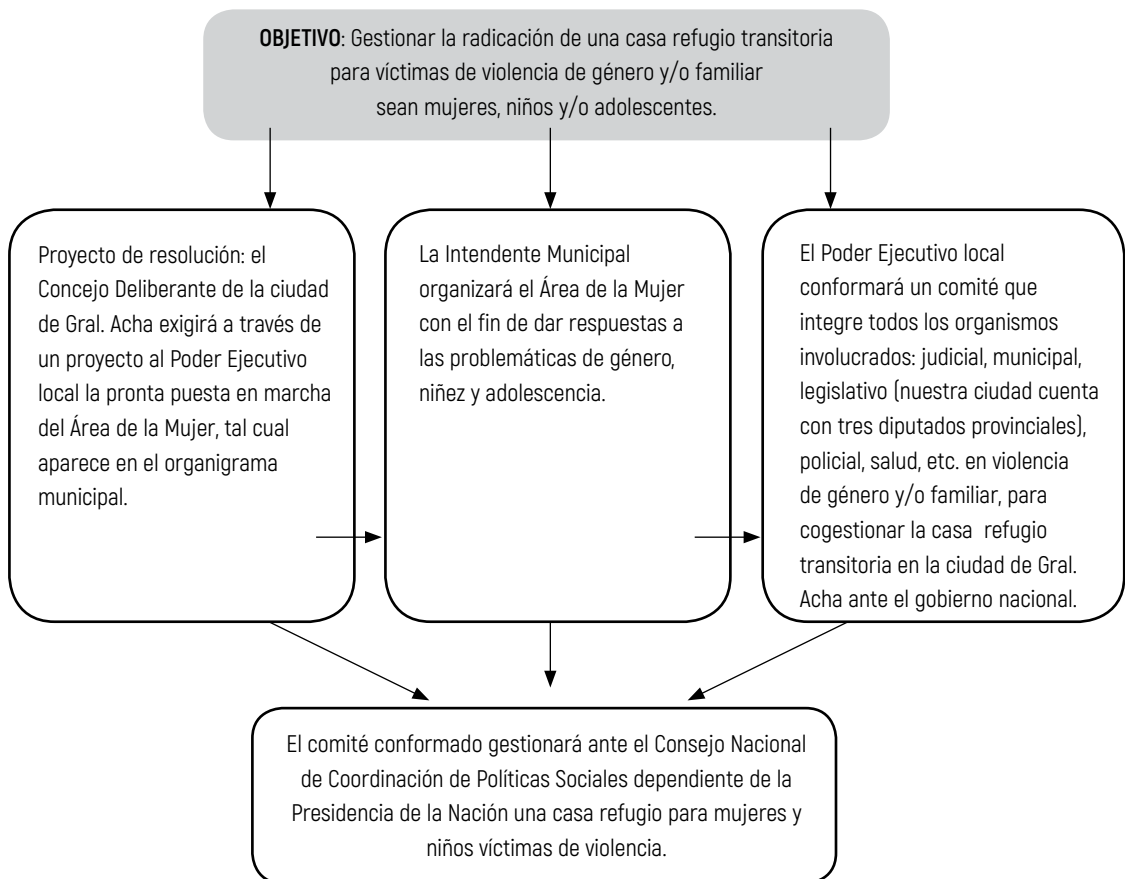 OBJETIVO: Gestionar la radicación de una casa refugio transitoria
para víctimas de violencia de género y/o familiar
sean mujeres, niños y/o adolescentes.
Proyecto de resolución: el
Concejo Deliberante de la ciudad
de Gral. Acha exigirá a través de
un proyecto al Poder Ejecutivo
local la pronta puesta en marcha
del Área de la Mujer, tal cual
aparece en el organigrama
municipal.
La Intendente Municipal
organizará el Área de la Mujer
con el fin de dar respuestas a
las problemáticas de género,
niñez y adolescencia.
El Poder Ejecutivo local
conformará un comité que
integre todos los organismos
involucrados: judicial, municipal,
legislativo (nuestra ciudad cuenta
con tres diputados provinciales),
policial, salud, etc. en violencia
de género y/o familiar, para
cogestionar la casa refugio
transitoria en la ciudad de Gral.
Acha ante el gobierno nacional.
El comité conformado gestionará ante el Consejo Nacional
de Coordinación de Políticas Sociales dependiente de la
Presidencia de la Nación una casa refugio para mujeres y
niños víctimas de violencia.